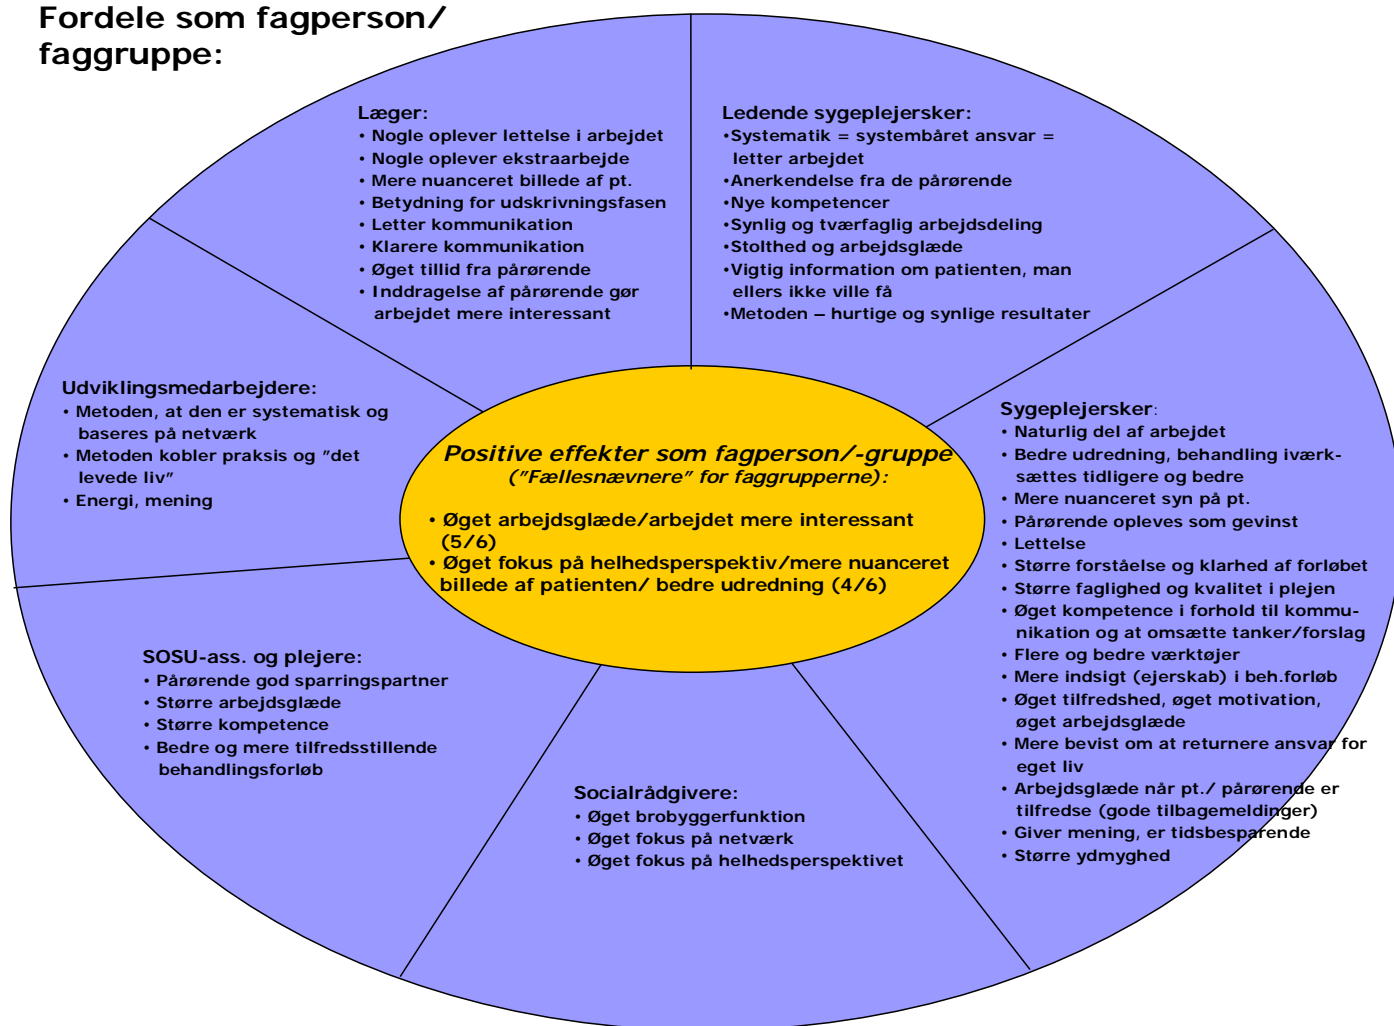 Fordele som fagperson/
faggruppe:
Læger:
• Nogle oplever lettelse i arbejdet
• Nogle oplever ekstraarbejde
• Mere nuanceret billede af pt.
• Betydning for udskrivningsfasen
• Letter kommunikation
• Klarere kommunikation
• Øget tillid fra pårørende
• Inddragelse af pårørende gør
arbejdet mere interessant
Ledende sygeplejersker:
•Systematik = systembåret ansvar =
letter arbejdet
•Anerkendelse fra de pårørende
•Nye kompetencer
•Synlig og tværfaglig arbejdsdeling
•Stolthed og arbejdsglæde
•Vigtig information om patienten, man
ellers ikke ville få
•Metoden – hurtige og synlige resultater
Udviklingsmedarbejdere:
• Metoden, at den er systematisk og
baseres på netværk
• Metoden kobler praksis og ”det
levede liv”
• Energi, mening
Positive effekter som fagperson/-gruppe
(”Fællesnævnere” for faggrupperne):
• Øget arbejdsglæde/arbejdet mere interessant
(5/6)
• Øget fokus på helhedsperspektiv/mere nuanceret
billede af patienten/ bedre udredning (4/6)
Sygeplejersker:
• Naturlig del af arbejdet
• Bedre udredning, behandling iværk-
sættes tidligere og bedre
• Mere nuanceret syn på pt.
• Pårørende opleves som gevinst
• Lettelse
• Større forståelse og klarhed af forløbet
• Større faglighed og kvalitet i plejen
• Øget kompetence i forhold til kommu-
nikation og at omsætte tanker/forslag
• Flere og bedre værktøjer
• Mere indsigt (ejerskab) i beh.forløb
• Øget tilfredshed, øget motivation,
øget arbejdsglæde
• Mere bevist om at returnere ansvar for
eget liv
• Arbejdsglæde når pt./ pårørende er
tilfredse (gode tilbagemeldinger)
• Giver mening, er tidsbesparende
• Større ydmyghed
SOSU-ass. og plejere:
• Pårørende god sparringspartner
• Større arbejdsglæde
• Større kompetence
• Bedre og mere tilfredsstillende
behandlingsforløb
Socialrådgivere:
• Øget brobyggerfunktion
• Øget fokus på netværk
• Øget fokus på helhedsperspektivet